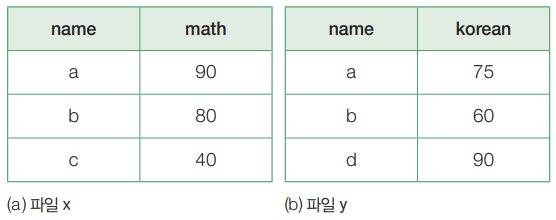 name math name korean
a 90 a 75
b 80 b 60
c 40 d 90
(a) 파일 x (b) 파일 y